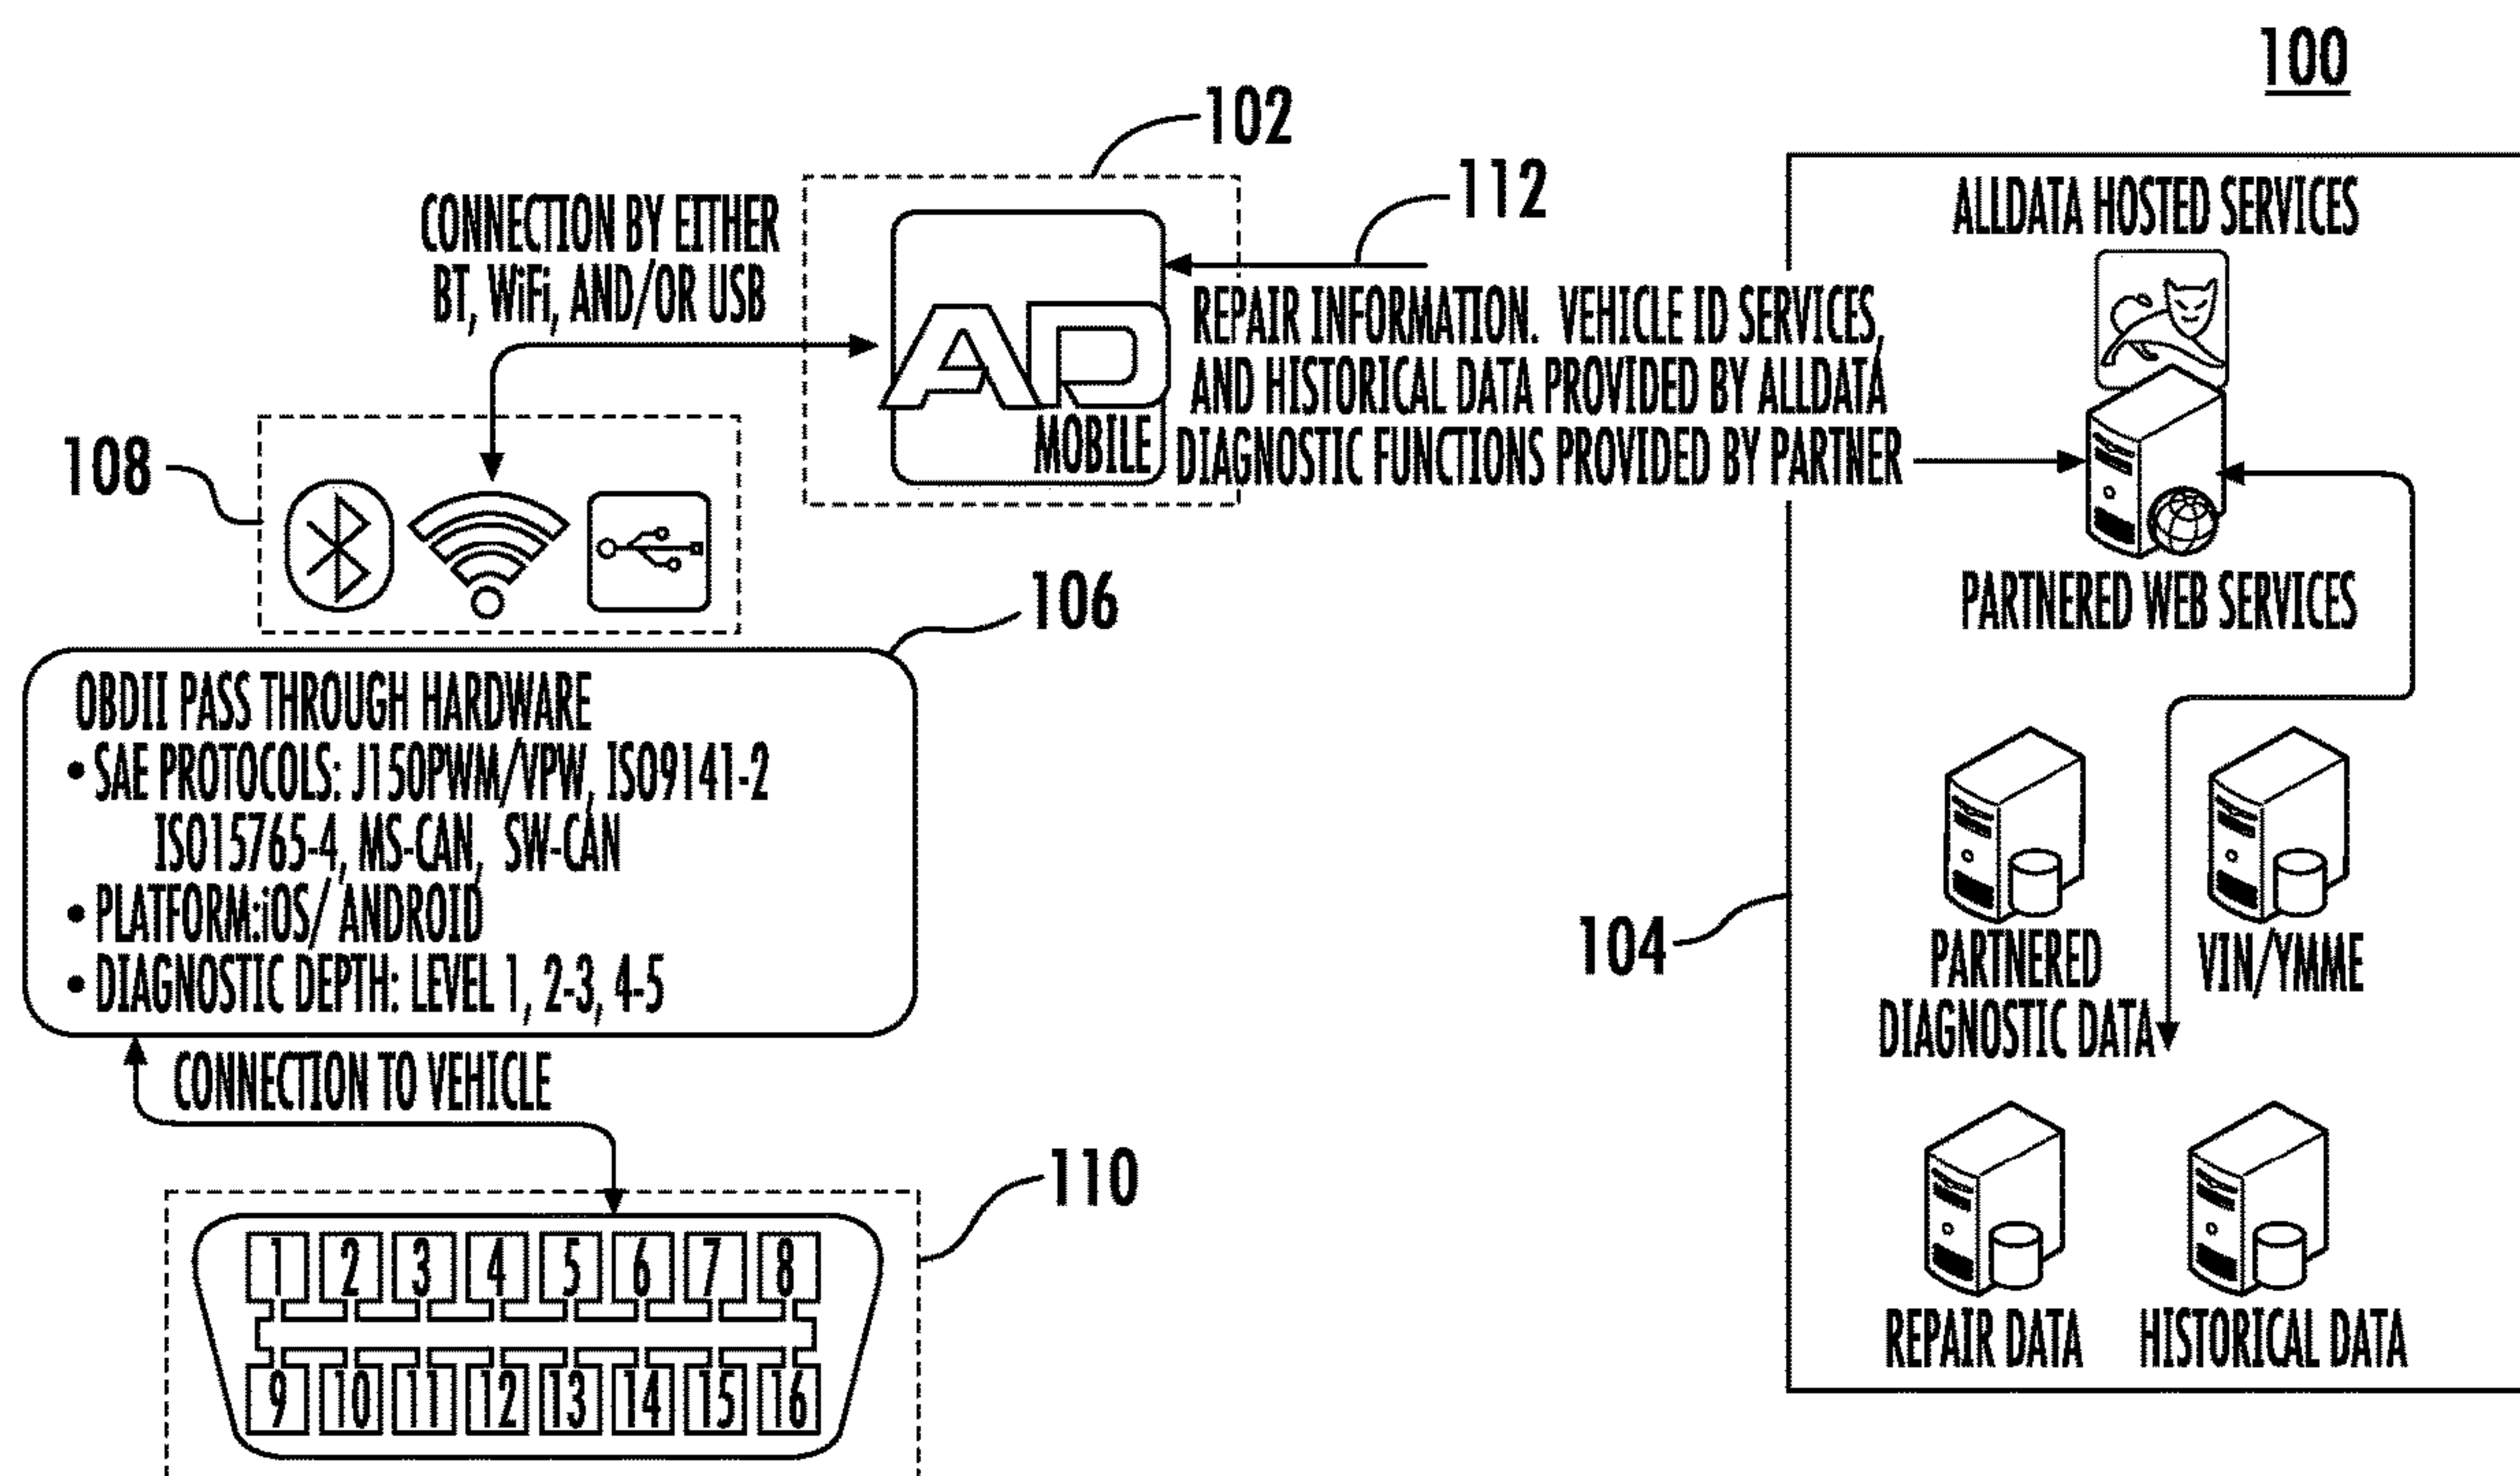 100
102
112
CONNECTION BY EITHER
BT, WiFi, AND/OR USB
AD
MOBILE
REPAIR INFORMATION. VEHICLE ID SERVICES,
AND HISTORICAL DATA PROVIDED BY ALLDATA
DIAGNOSTIC FUNCTIONS PROVIDED BY PARTNER
ALLDATA HOSTED SERVICES
PARTNERED WEB SERVICES
108
106
OBDII PASS THROUGH HARDWARE
• SAE PROTOCOLS: J150PWM/VPW, ISO9141-2
ISO15765-4, MS-CAN, SW-CAN
• PLATFORM:iOS/ ANDROID
• DIAGNOSTIC DEPTH: LEVEL 1, 2-3, 4-5
104
PARTNERED
DIAGNOSTIC DATA
VIN/YMME
CONNECTION TO VEHICLE
110
1 2 3 4 5 6 7 8
9 10 11 12 13 14 15 16
REPAIR DATA
HISTORICAL DATA